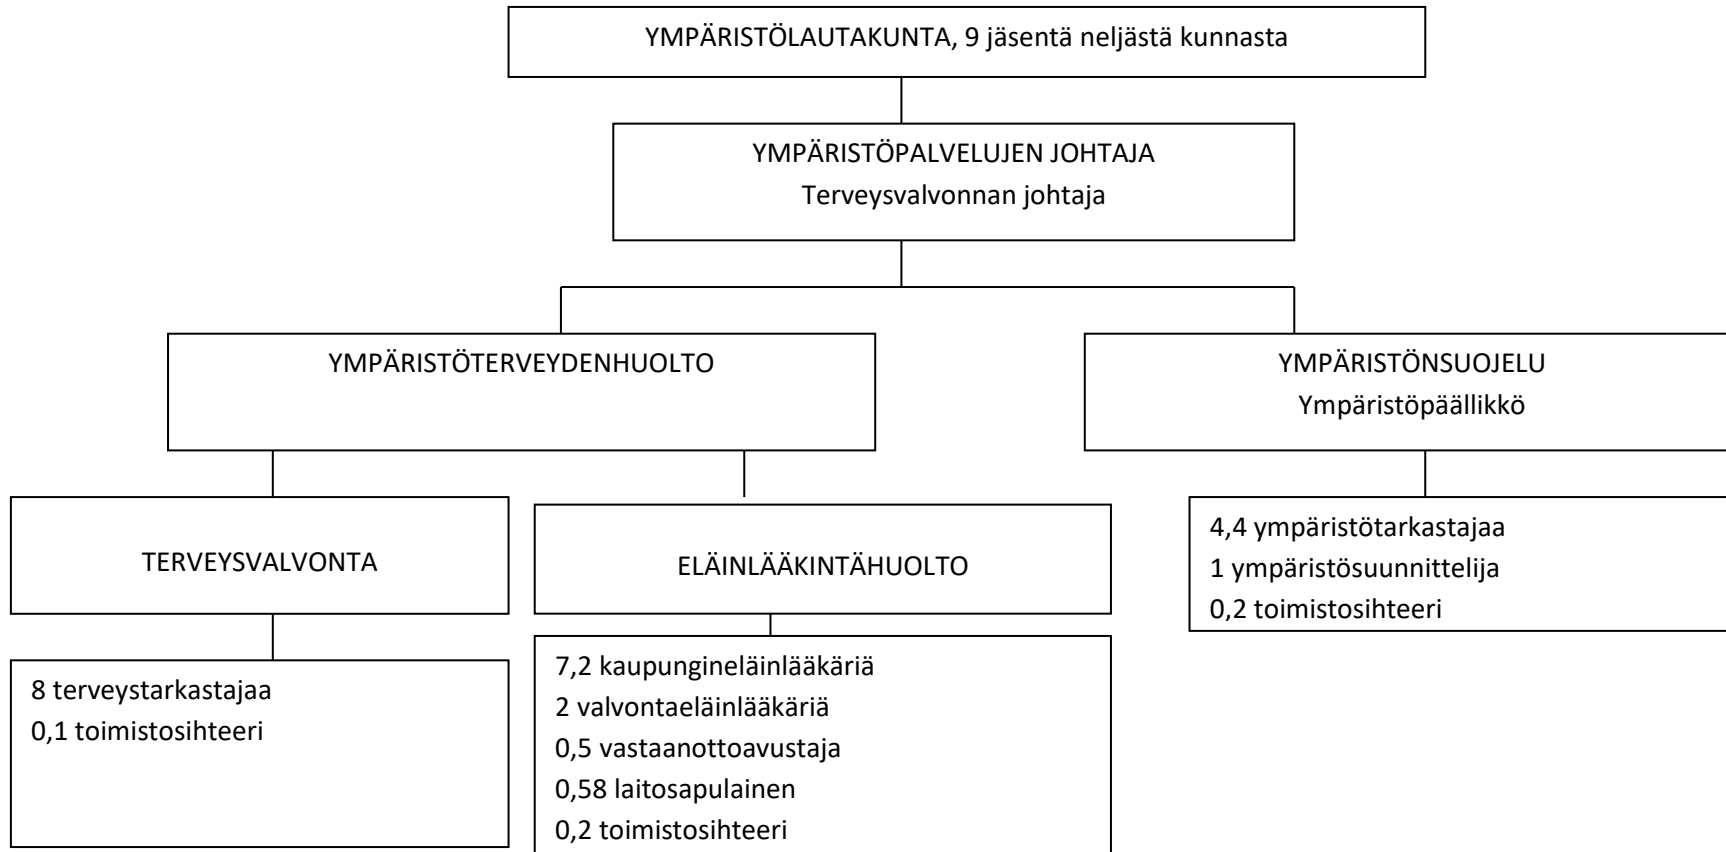 YMPÄRISTÖLAUTAKUNTA, 9 jäsentä neljästä kunnasta
YMPÄRISTÖPALVELUJEN JOHTAJA
Terveysvalvonnan johtaja
YMPÄRISTÖTERVEYDENHUOLTO
YMPÄRISTÖNSUOJELU
Ympäristöpäällikkö
TERVEYSVALVONTA
ELÄINLÄÄKINTÄHUOLTO
4,4 ympäristötarkastajaa
1 ympäristösuunnittelija
0,2 toimistosihteeri
8 terveystarkastajaa
0,1 toimistosihteeri
7,2 kaupungineläinlääkäriä
2 valvontaeläinlääkäriä
0,5 vastaanottoavustaja
0,58 laitosapulainen
0,2 toimistosihteeri